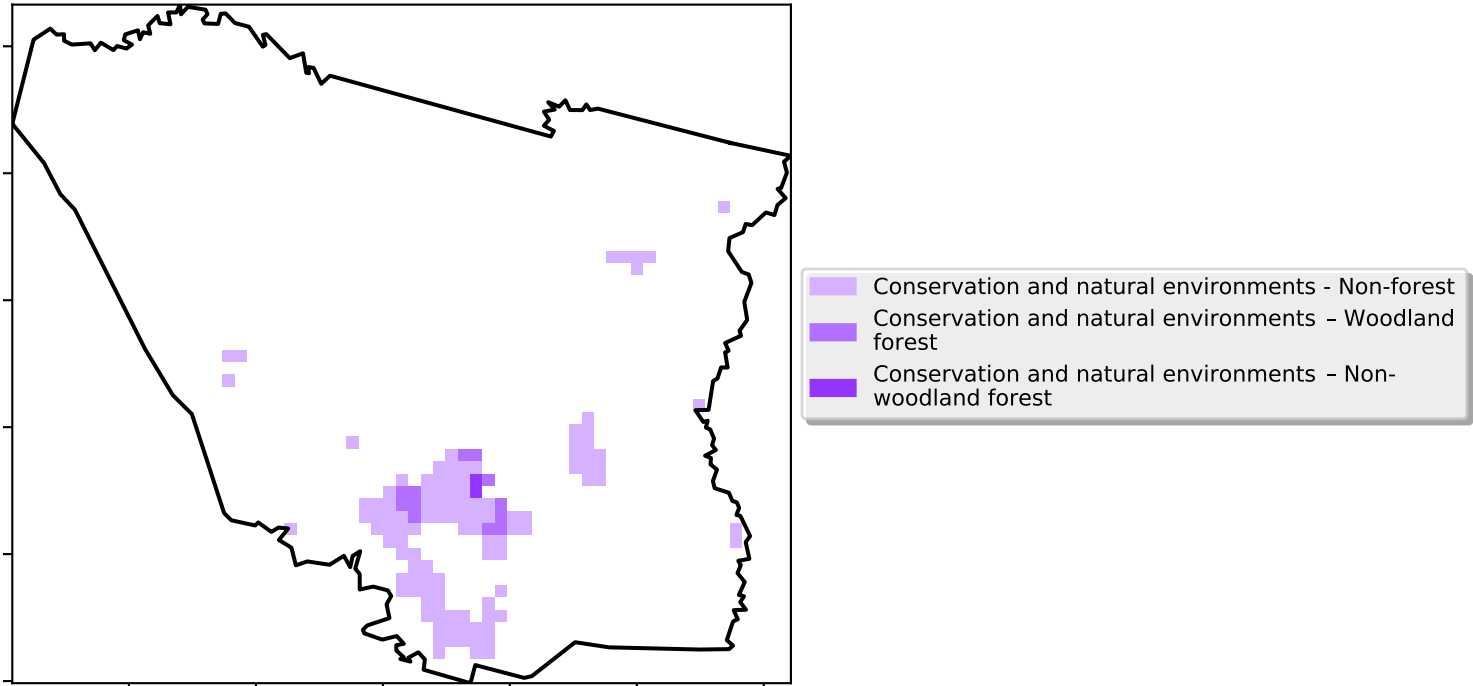 Conservation and natural environments - Non-forest
Conservation and natural environments – Woodland
forest
Conservation and natural environments – Non-
woodland forest